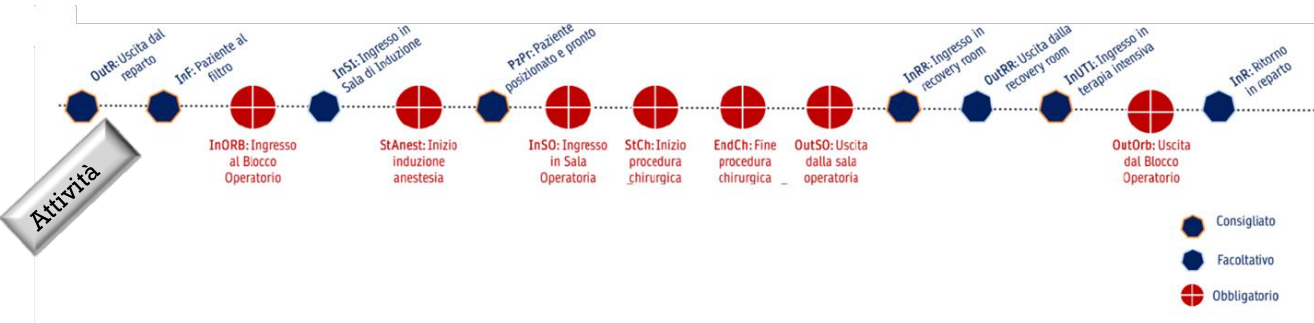 OutR: Uscita dal
reparto
InF: Paziente al
filtro
InORB: Ingresso
al Blocco
Operatorio
InSI: Ingresso in
Sala di Induzione
StAnest: Inizio
induzione
anestesia
PzPr: Paziente
posizionato e pronto
InSO: Ingresso
in Sala
Operatoria
StCh: Inizio
procedura
chirurgica
EndCh: Fine
procedura
chirurgica
OutSO: Uscita
dalla sala
operatoria
InRR: Ingresso in
recovery room
OutRR: Uscita dalla
recovery room
InUTI: Ingresso in
terapia intensiva
OutOrb: Uscita
dal Blocco
Operatorio
InR: Ritorno
in reparto
Attività
Consigliato
Facoltativo
Obbligatorio